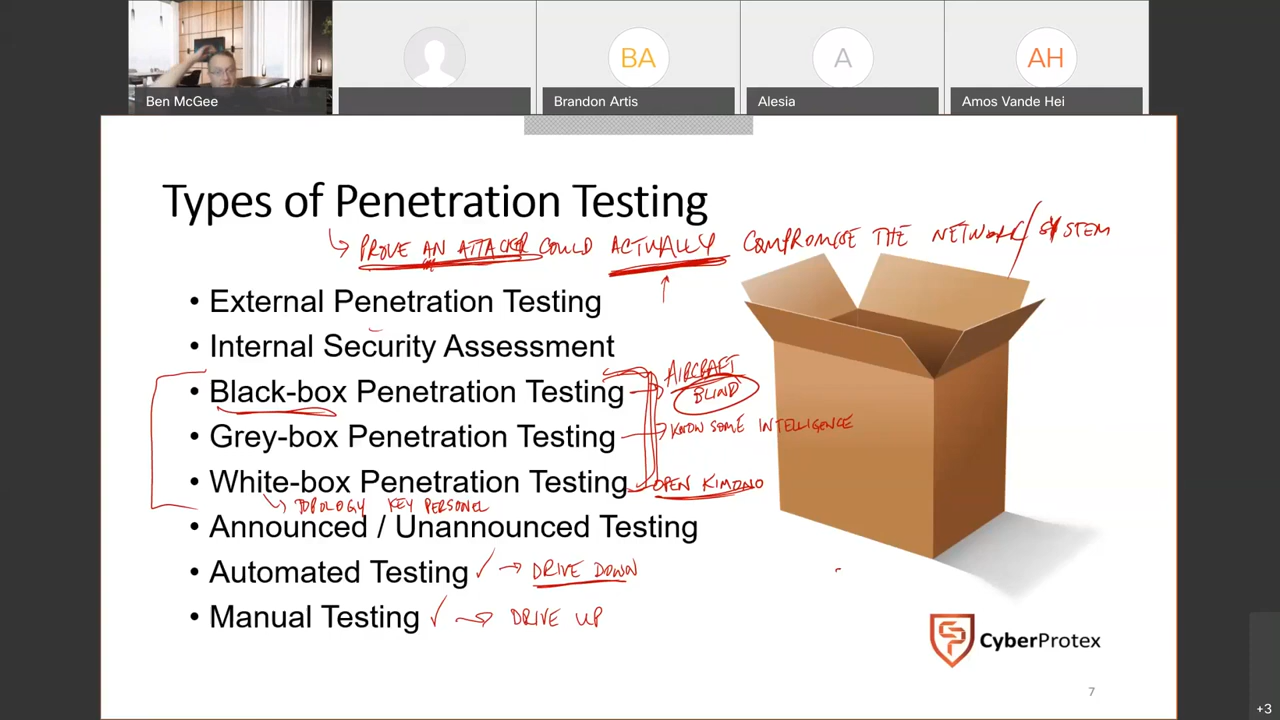 Ben McGee
BA
Brandon Artis
A
Alesia
AH
Amos Vande Hei
Types of Penetration Testing
PROVE AN ATTACKER COULD ACTUALLY COMPROMISE THE NETWORK/SYSTEM
• External Penetration Testing
• Internal Security Assessment
• Black-box Penetration Testing
AIRCRAFT
BLIND
• Grey-box Penetration Testing
KNOW SOME INTELLIGENCE
• White-box Penetration Testing
OPEN KIMONO
TOPOLOGY KEY PERSONEL
• Announced / Unannounced Testing
• Automated Testing ✓ → DRIVE DOWN
• Manual Testing ✓ → DRIVE UP
CyberProtex
7
+3